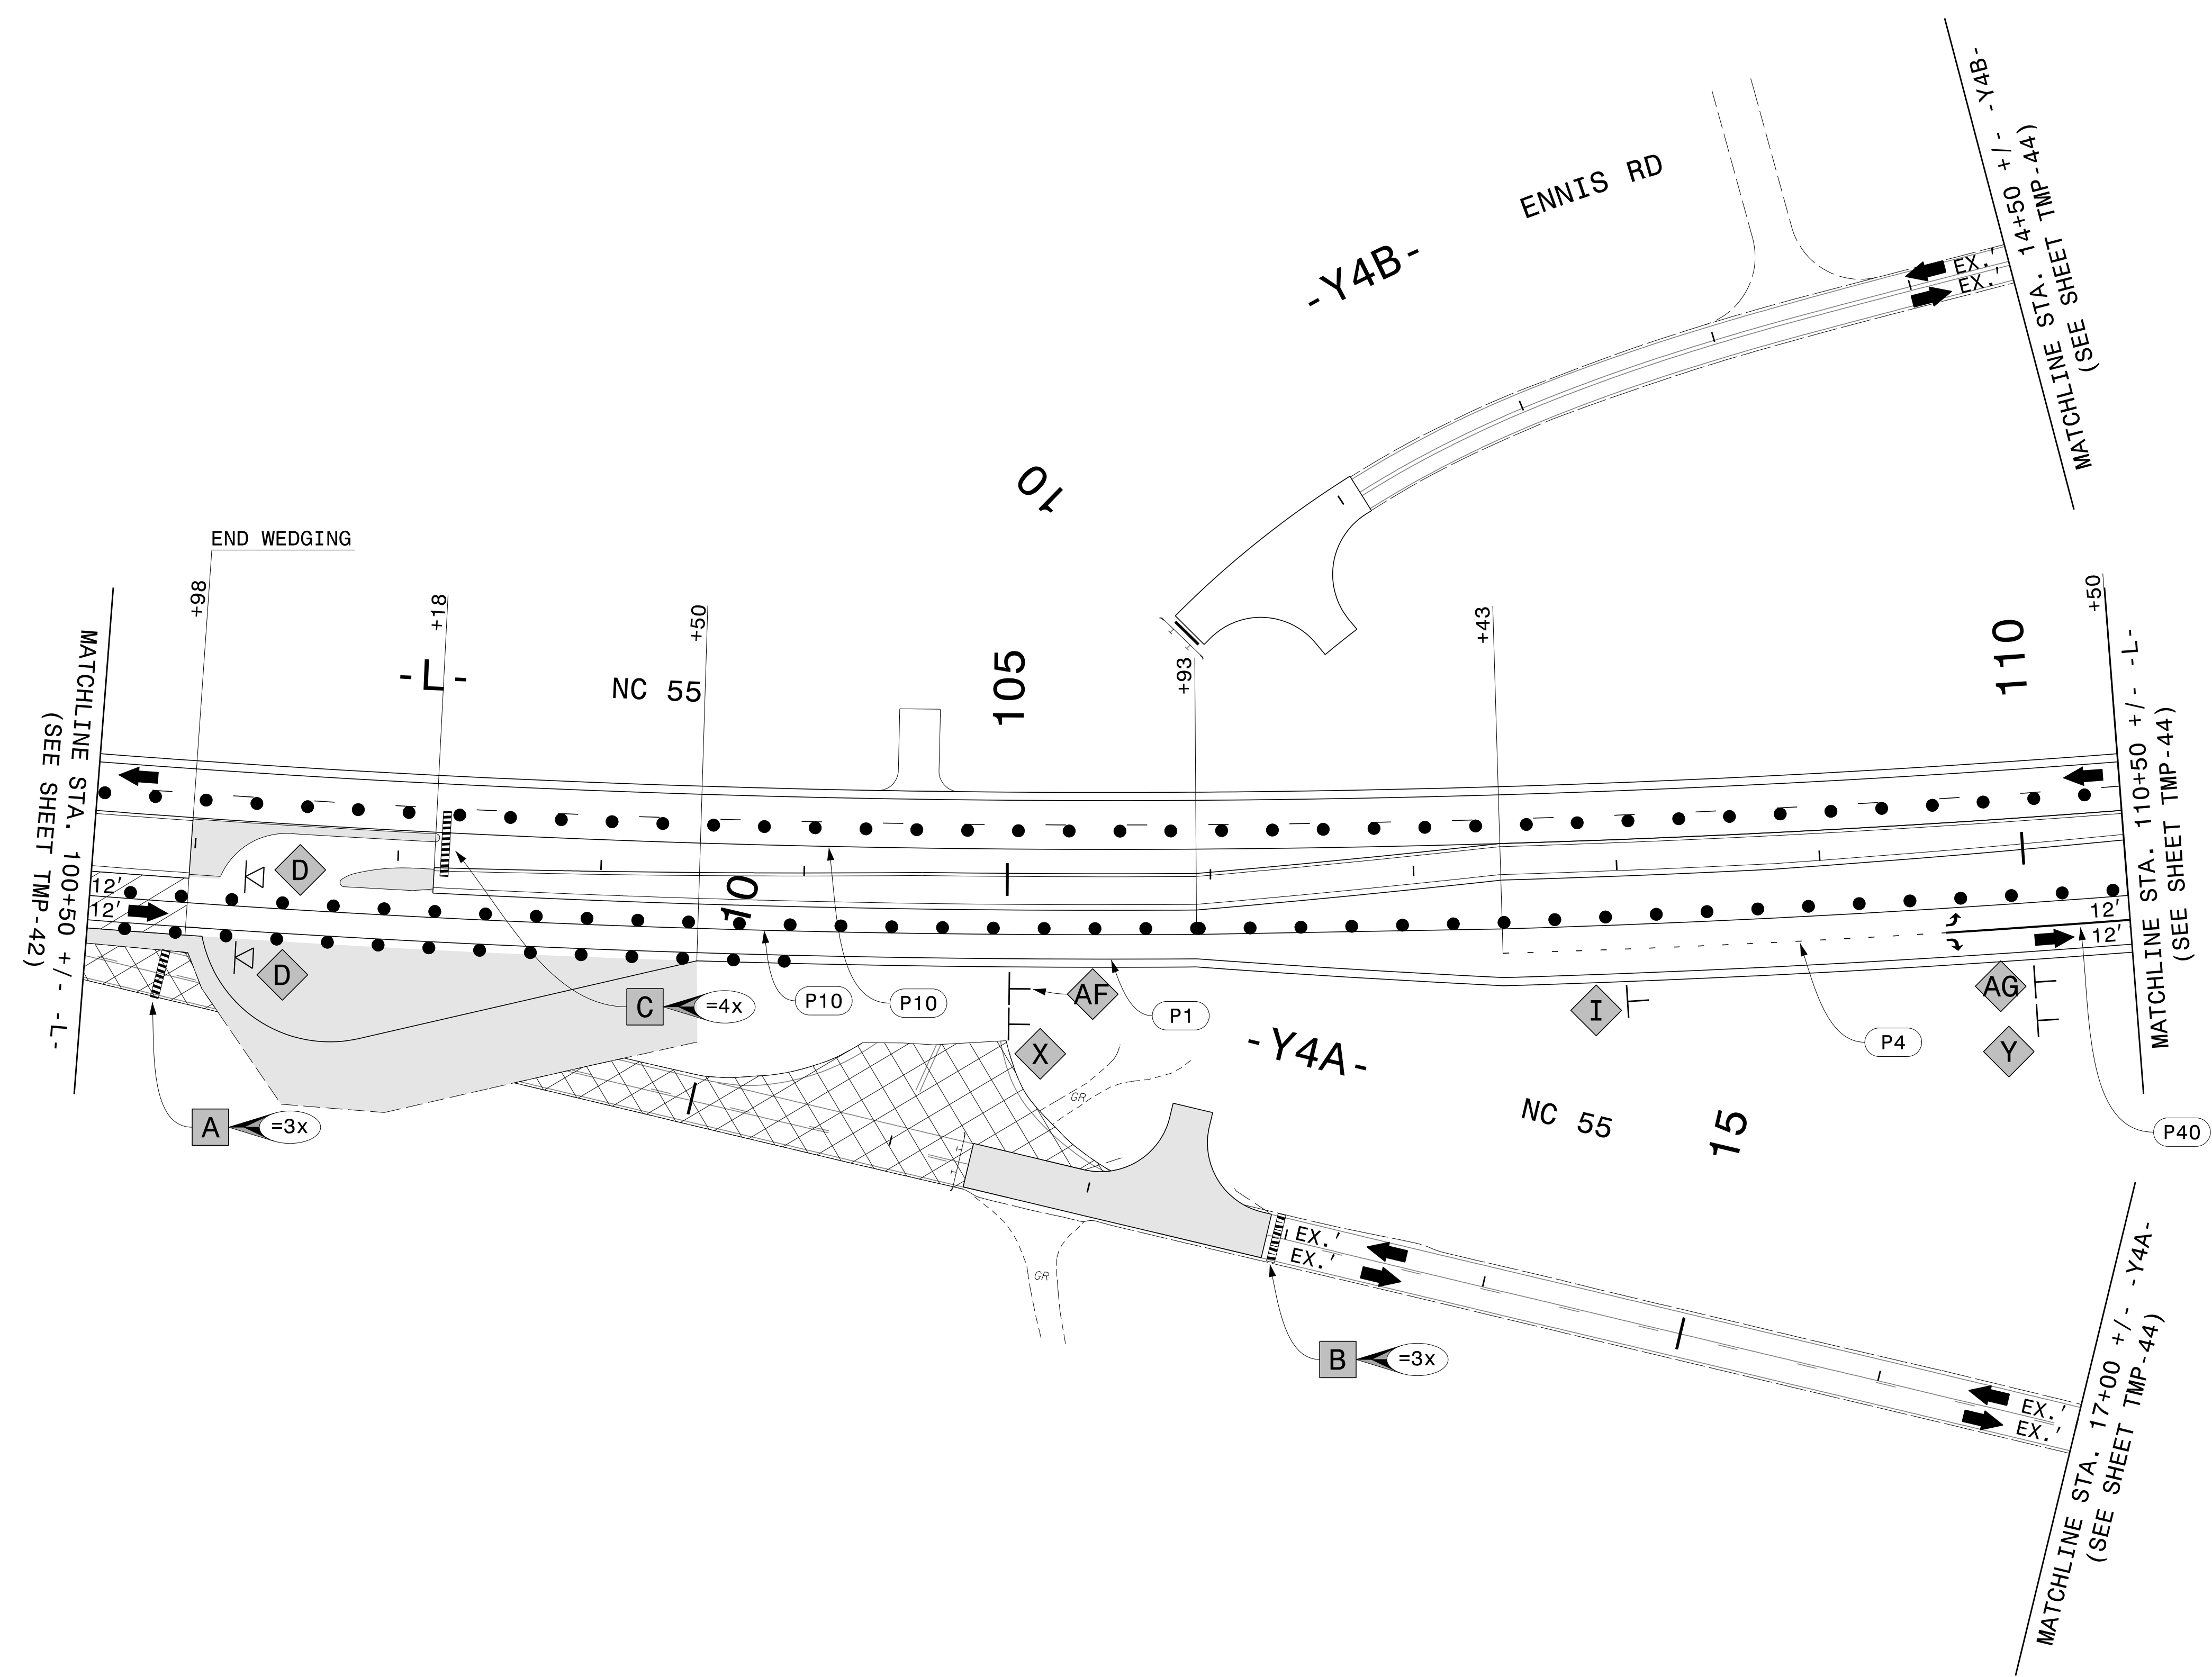 ENNIS RD
-Y4B-
MATCHLINE STA. 14+50 +/- -Y4B-
(SEE SHEET TMP-44)
EX.'
EX.'
10
END WEDGING
+98
+18
+50
+93
+43
+50
-L-
NC 55
105
110
MATCHLINE STA. 100+50 +/- -L-
(SEE SHEET TMP-42)
MATCHLINE STA. 110+50 +/- -L-
(SEE SHEET TMP-44)
12'
12'
D
D
10
12'
12'
C =4x
P10
P10
AF
P1
X
I
P4
AG
Y
P40
-Y4A-
NC 55
15
A =3x
GR
GR
EX.'
EX.'
B =3x
EX.'
EX.'
MATCHLINE STA. 17+00 +/- -Y4A-
(SEE SHEET TMP-44)